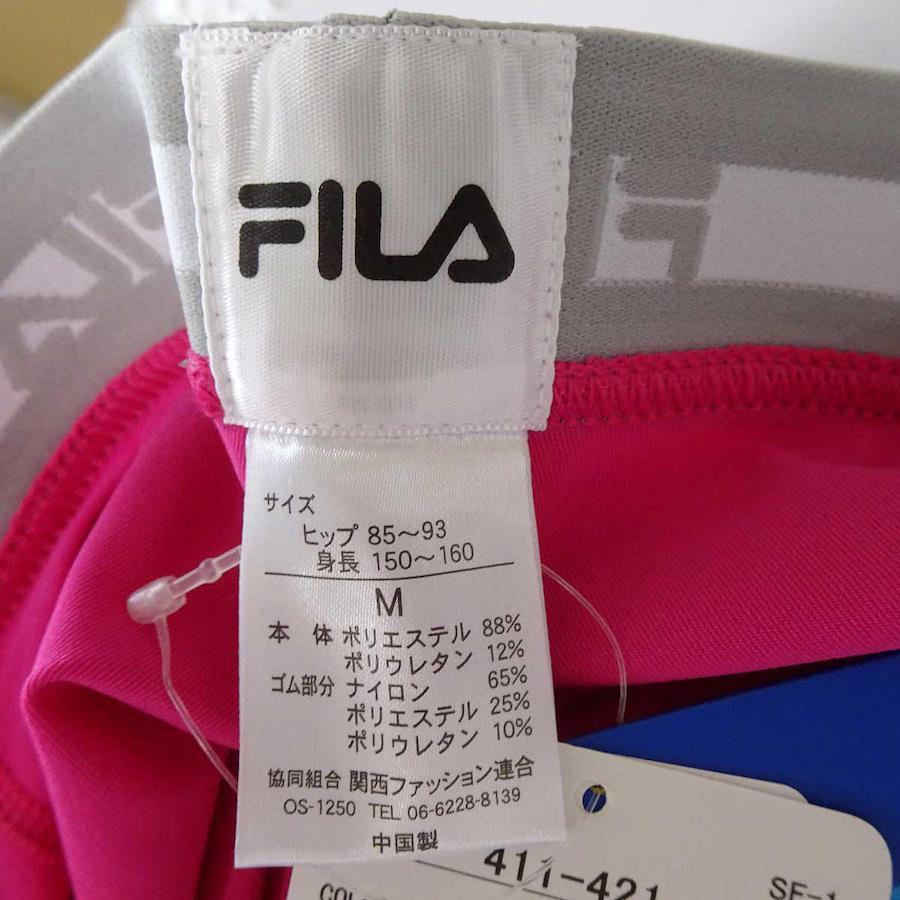 FILA
サイズ
ヒップ 85～93
身長 150～160
M
本 体 ポリエステル 88%
ポリウレタン 12%
ゴム部分 ナイロン 65%
ポリエステル 25%
ポリウレタン 10%
協同組合 関西ファッション連合
OS-1250 TEL 06-6228-8139
中国製
411-421